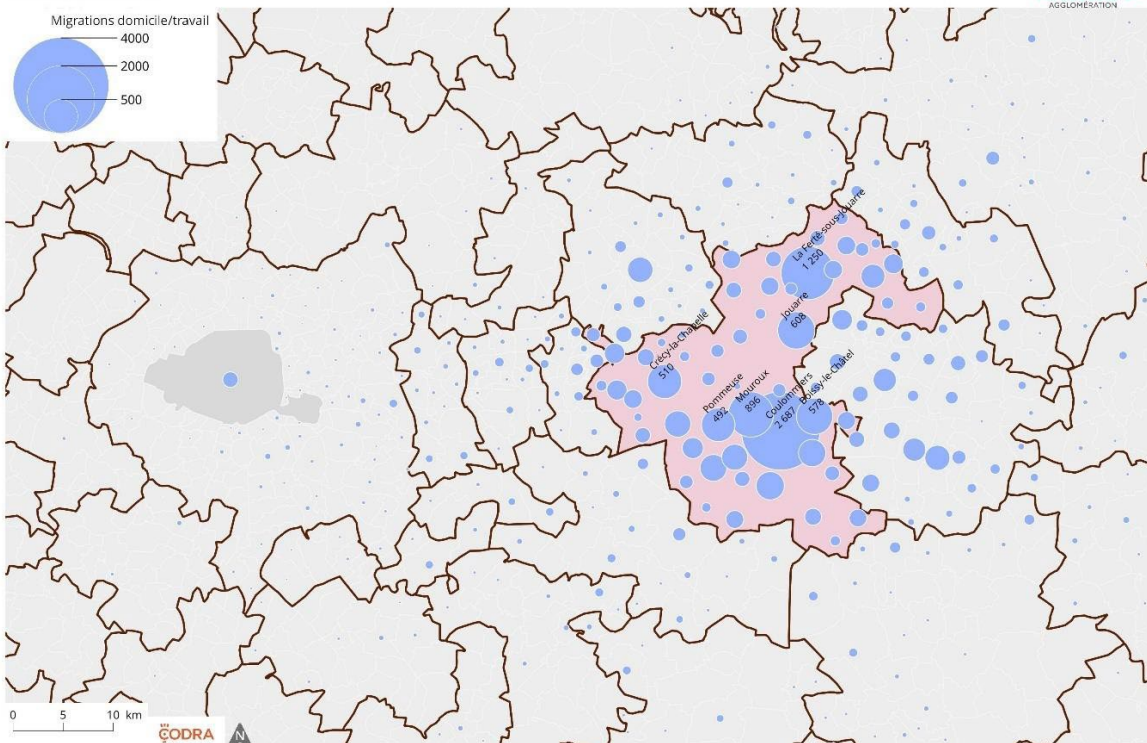 AGGLOMÉRATION
Migrations domicile/travail
4000
2000
500
La Ferté-sous-Jouarre
1 250
Jouarre
608
Crécy-la-Chapelle
510
Pommeuse
492
Mouroux
896
Coulommiers
2 687
Boissy-le-Châtel
578
0 5 10 km
CODRA
N